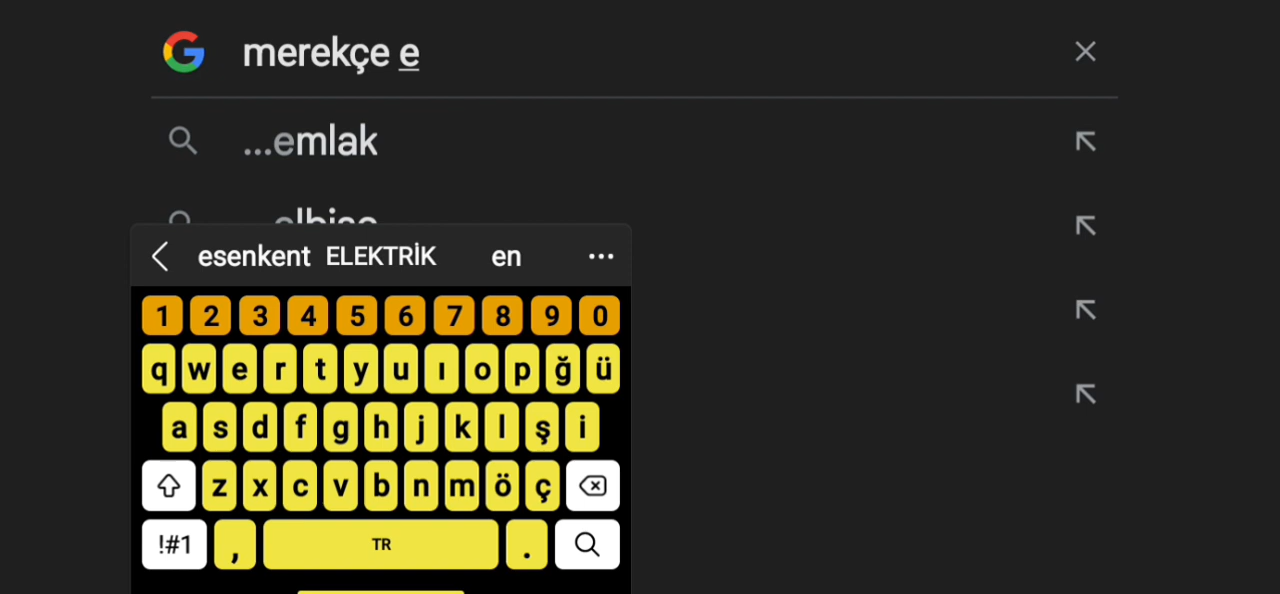 merekçe e
...emlak
esenkent ELEKTRİK en ...
1 2 3 4 5 6 7 8 9 0
q w e r t y u ı o p ğ ü
a s d f g h j k l ş i
z x c v b n m ö ç
!#1 , TR .